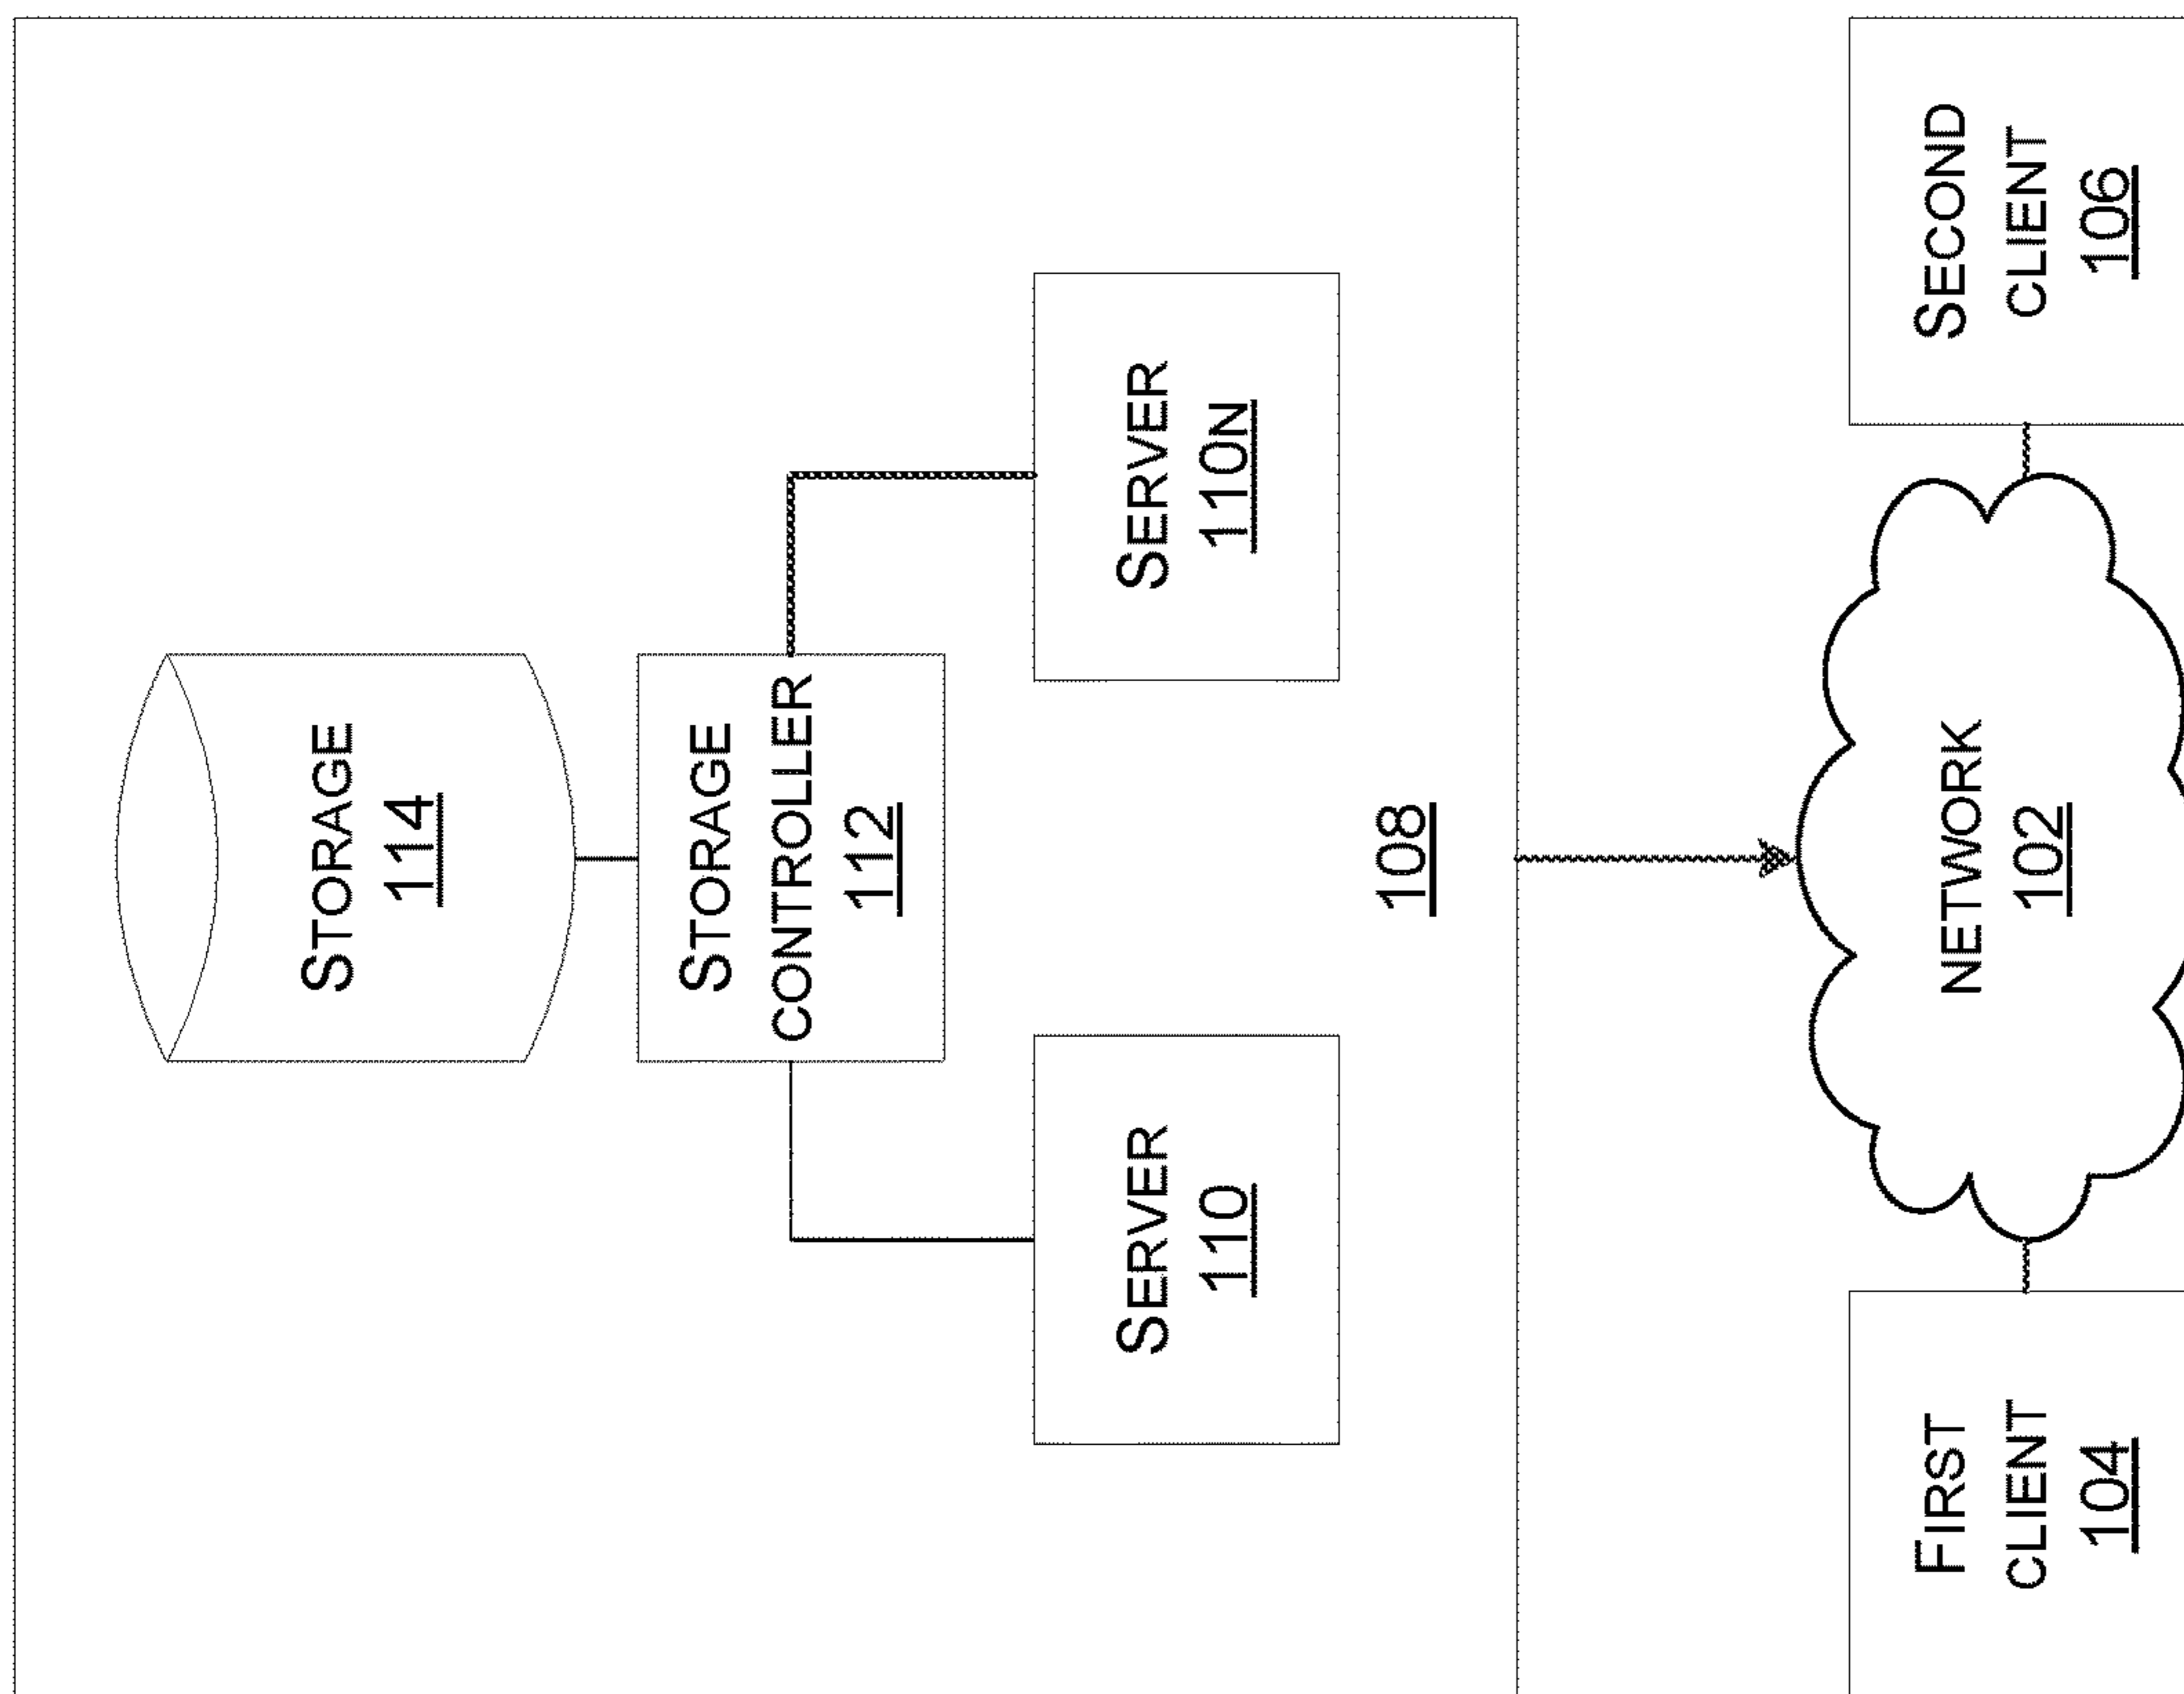 STORAGE
114
STORAGE
CONTROLLER
112
SERVER
110
SERVER
110N
108
FIRST
CLIENT
104
NETWORK
102
SECOND
CLIENT
106